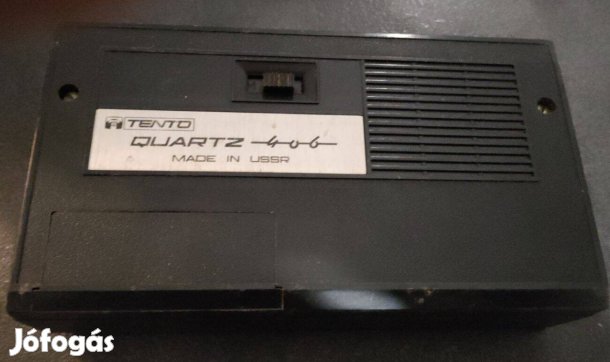 TENTO
QUARTZ 406
MADE IN USSR
Jófogás